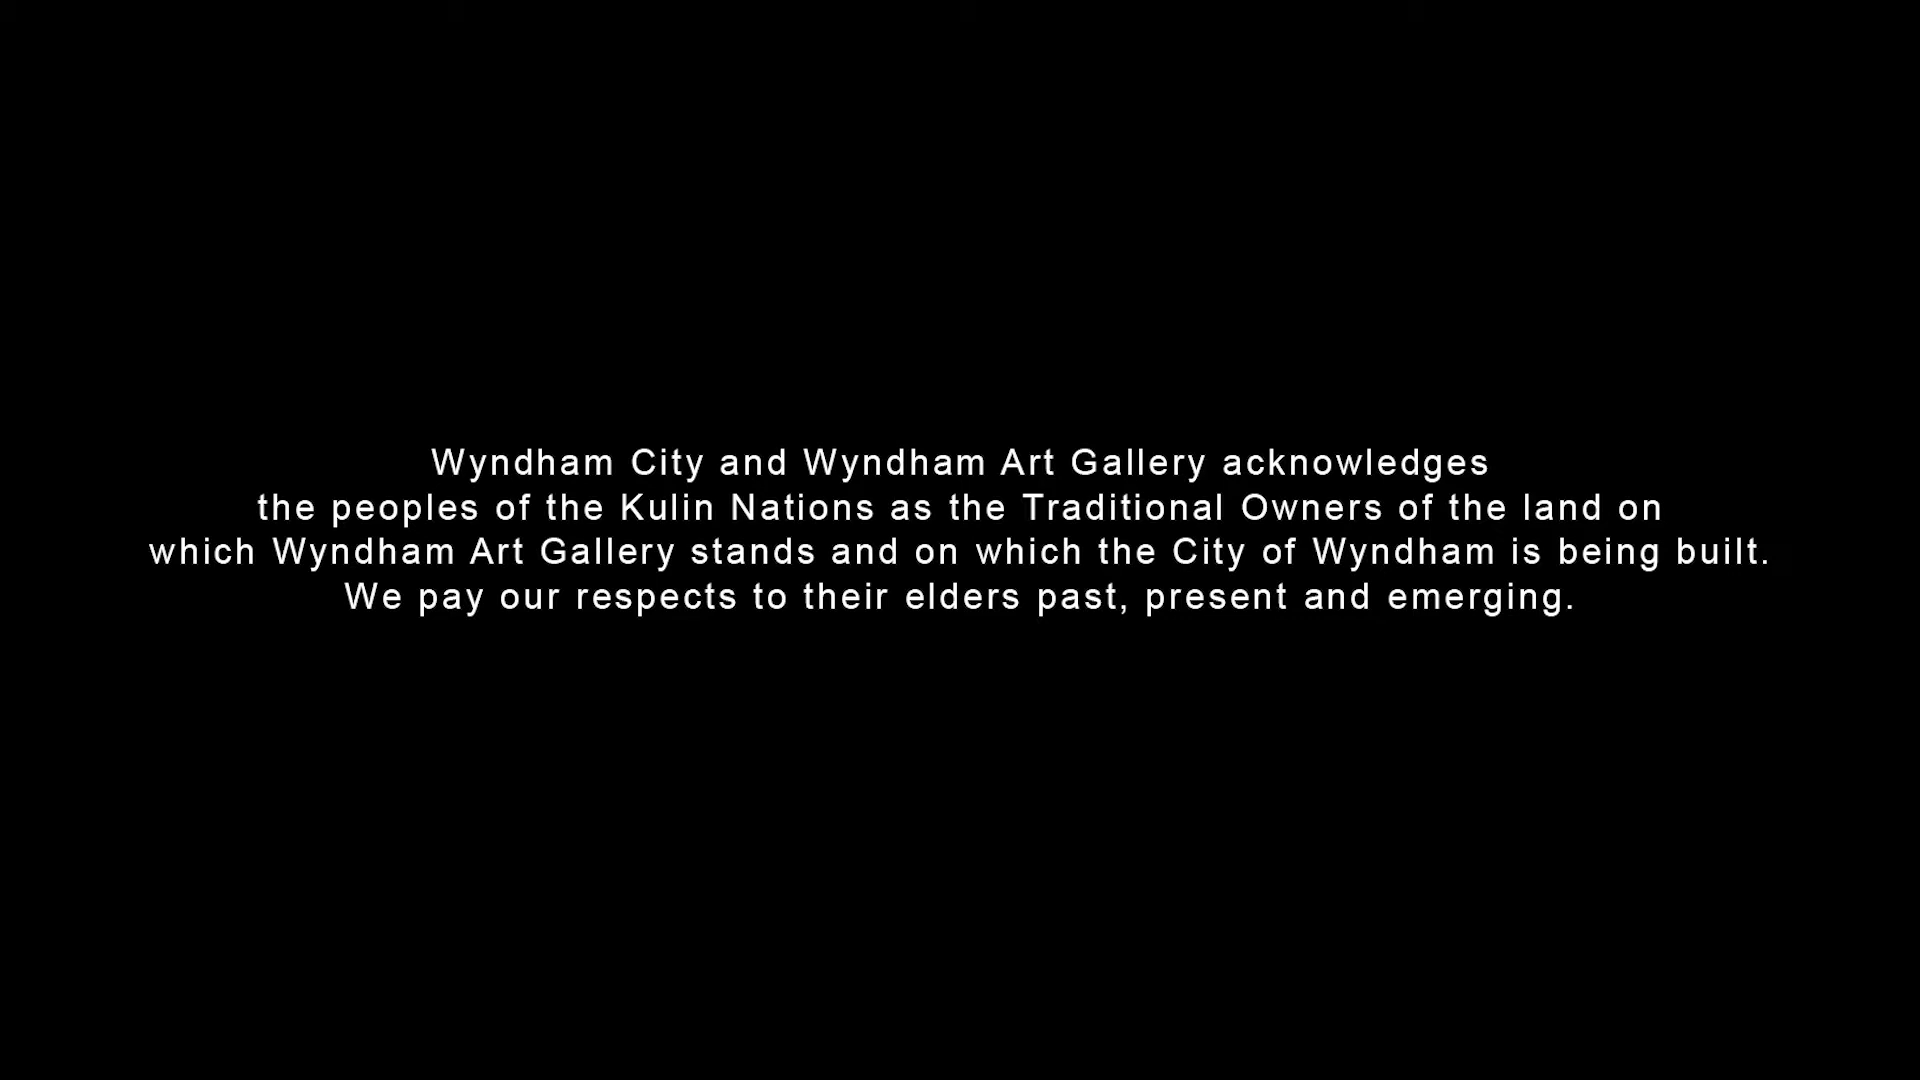 Wyndham City and Wyndham Art Gallery acknowledges
the peoples of the Kulin Nations as the Traditional Owners of the land on
which Wyndham Art Gallery stands and on which the City of Wyndham is being built.
We pay our respects to their elders past, present and emerging.